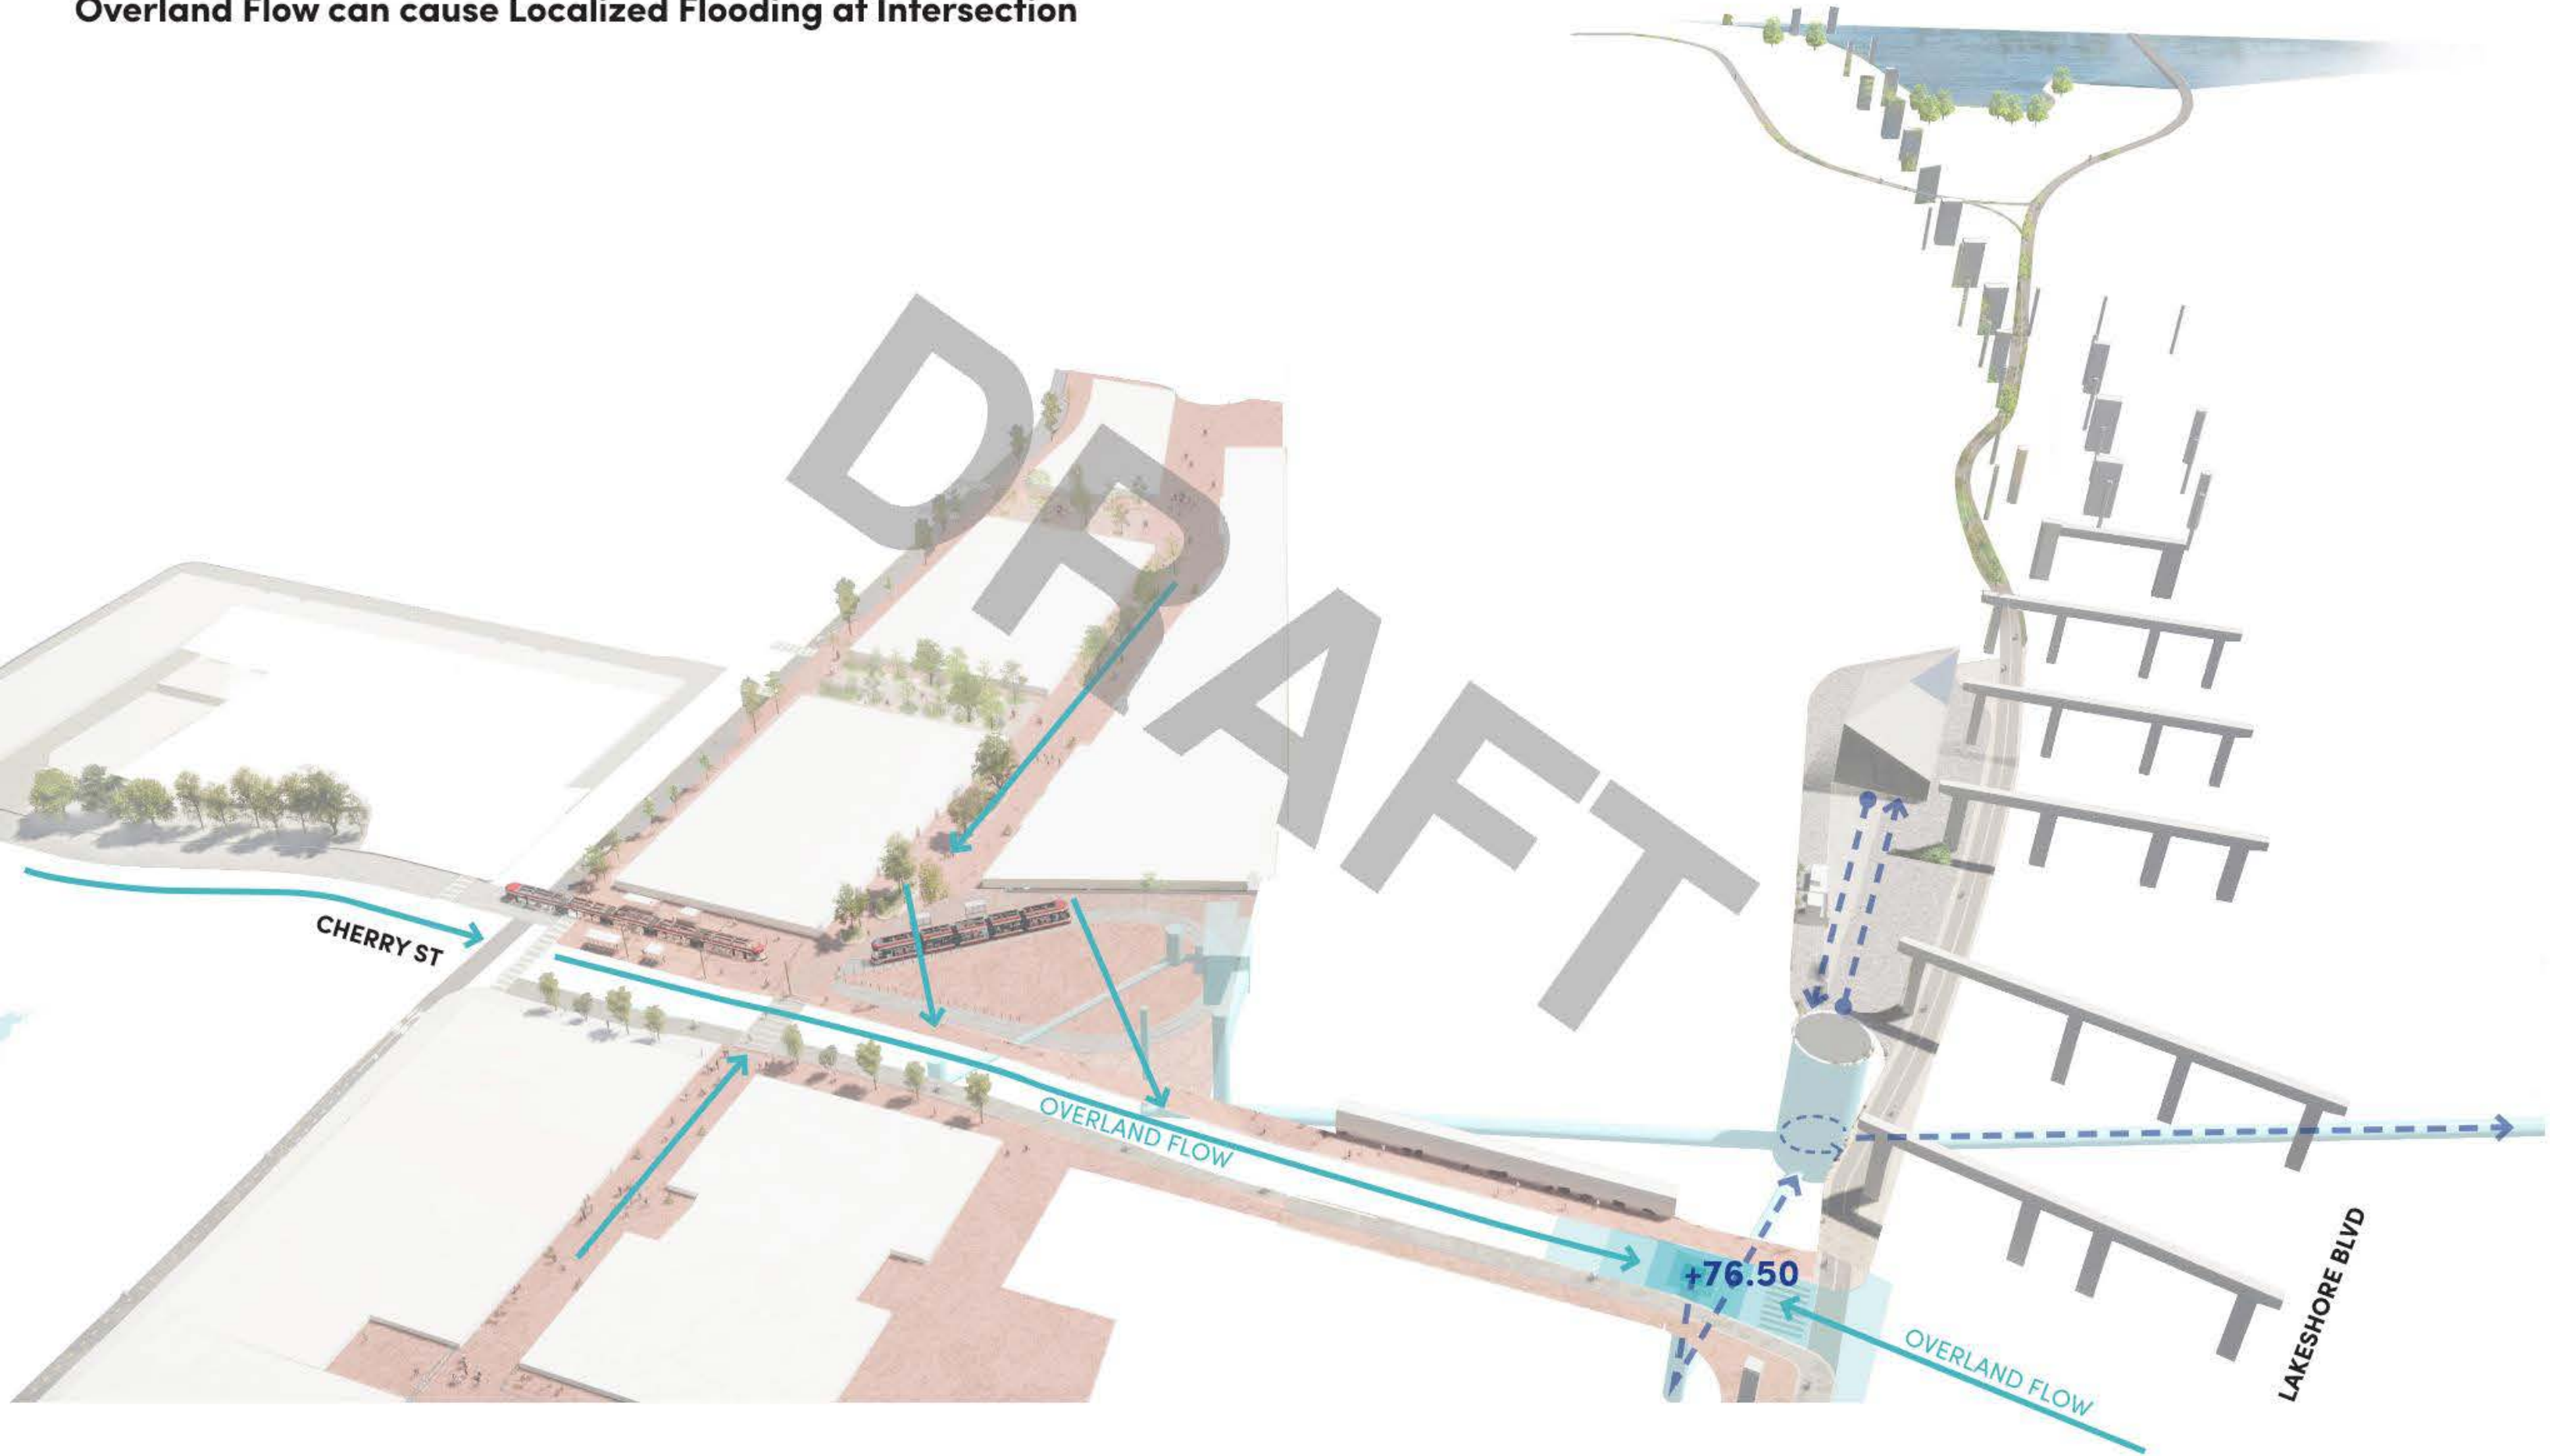 Overland Flow can cause Localized Flooding at Intersection
DRAFT
CHERRY ST
OVERLAND FLOW
+76.50
OVERLAND FLOW
LAKESHORE BLVD